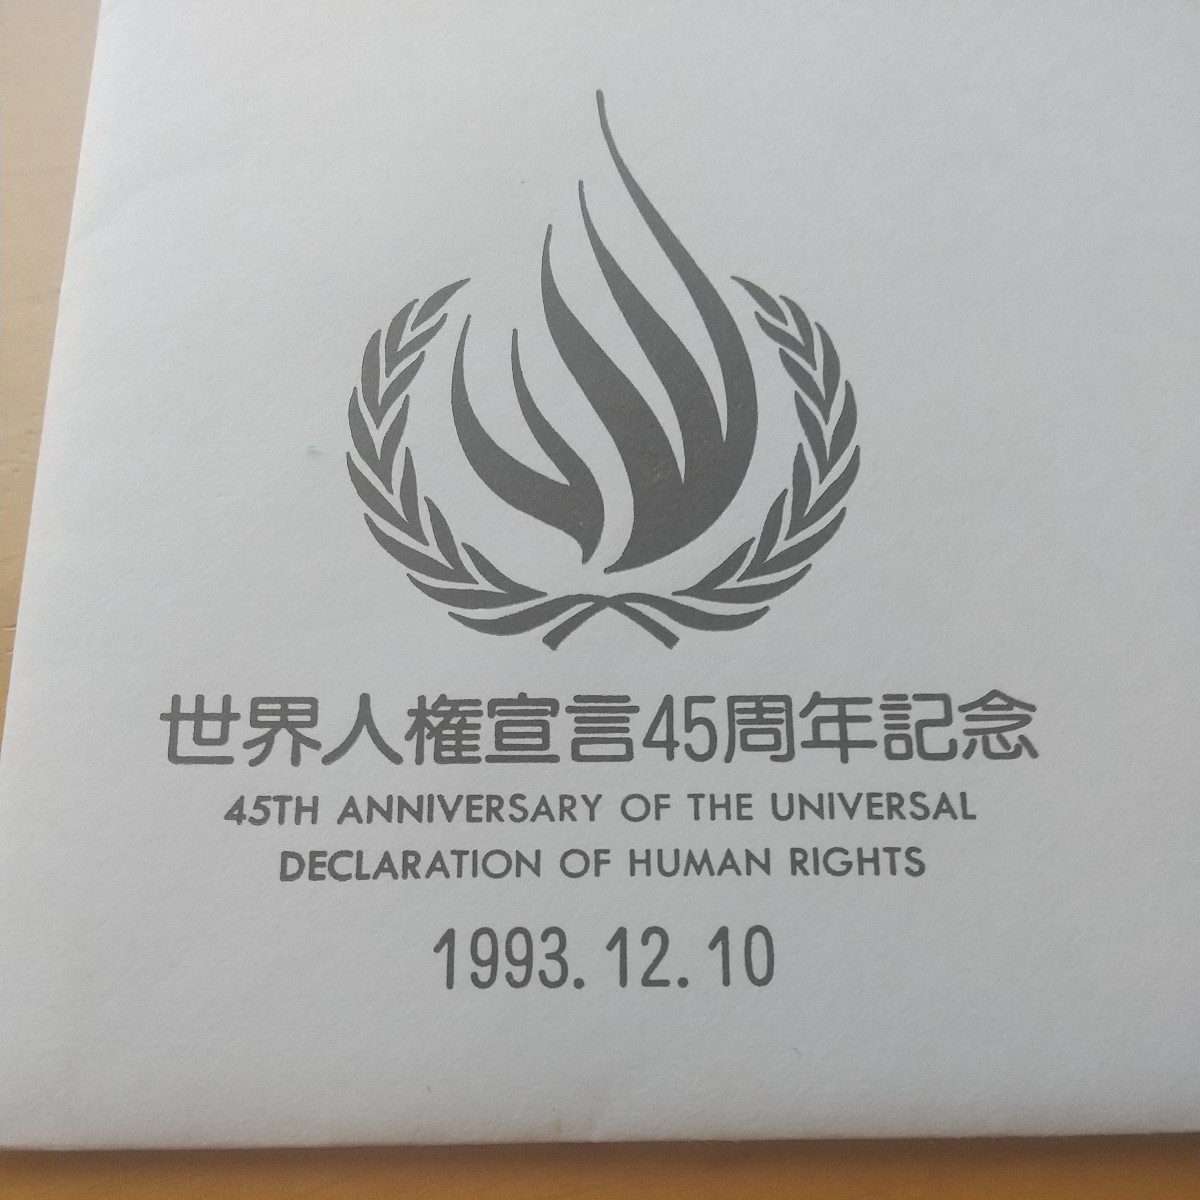 世界人権宣言45周年記念
45TH ANNIVERSARY OF THE UNIVERSAL
DECLARATION OF HUMAN RIGHTS
1993.12.10